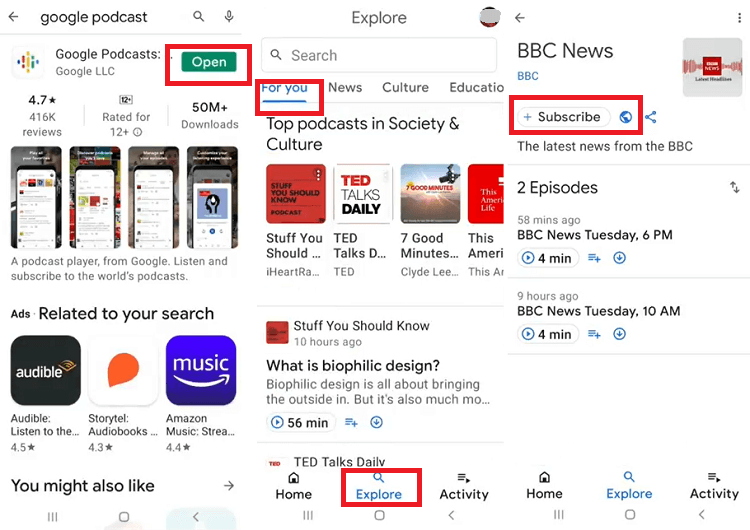 google podcast
Google Podcasts: ...
Google LLC
Open
4.7★
416K
reviews
12+
Rated for
12+
50M+
Downloads
A podcast player, from Google. Listen and
subscribe to the world's podcasts.
Ads · Related to your search
audible
music
Audible:
Listen to the...
4.5★
Storytel:
Audiobooks ...
4.3★
Amazon
Music: Strea...
4.4★
You might also like
Explore
Search
For you
News
Culture
Educatio
Top podcasts in Society &
Culture
STUFF
YOU SHOULD
KNOW
PODCAST
TED
TALKS
DAILY
7 GOOD
MINUTES
This
American
Life
Stuff You
Should ...
iHeartRa...
TED
Talks D...
TED
7 Good
Minutes...
Clyde Lee...
This
Ameri
This A
Stuff You Should Know
10 hours ago
What is biophilic design?
Biophilic design is all about bringing
the outside in. But it's also much mo...
56 min
TED
TED Talks Daily
Home
Explore
Activity
BBC News
BBC
BBC
NEWS
Latest Headlines
+ Subscribe
The latest news from the BBC
2 Episodes
58 mins ago
BBC News Tuesday, 6 PM
4 min
9 hours ago
BBC News Tuesday, 10 AM
4 min
Home
Explore
Activity